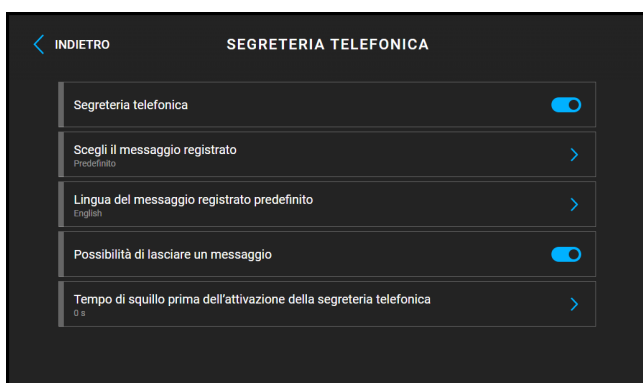 INDIETRO
SEGRETERIA TELEFONICA
Segreteria telefonica
Scegli il messaggio registrato
Predefinito
Lingua del messaggio registrato predefinito
English
Possibilità di lasciare un messaggio
Tempo di squillo prima dell'attivazione della segreteria telefonica
0 s